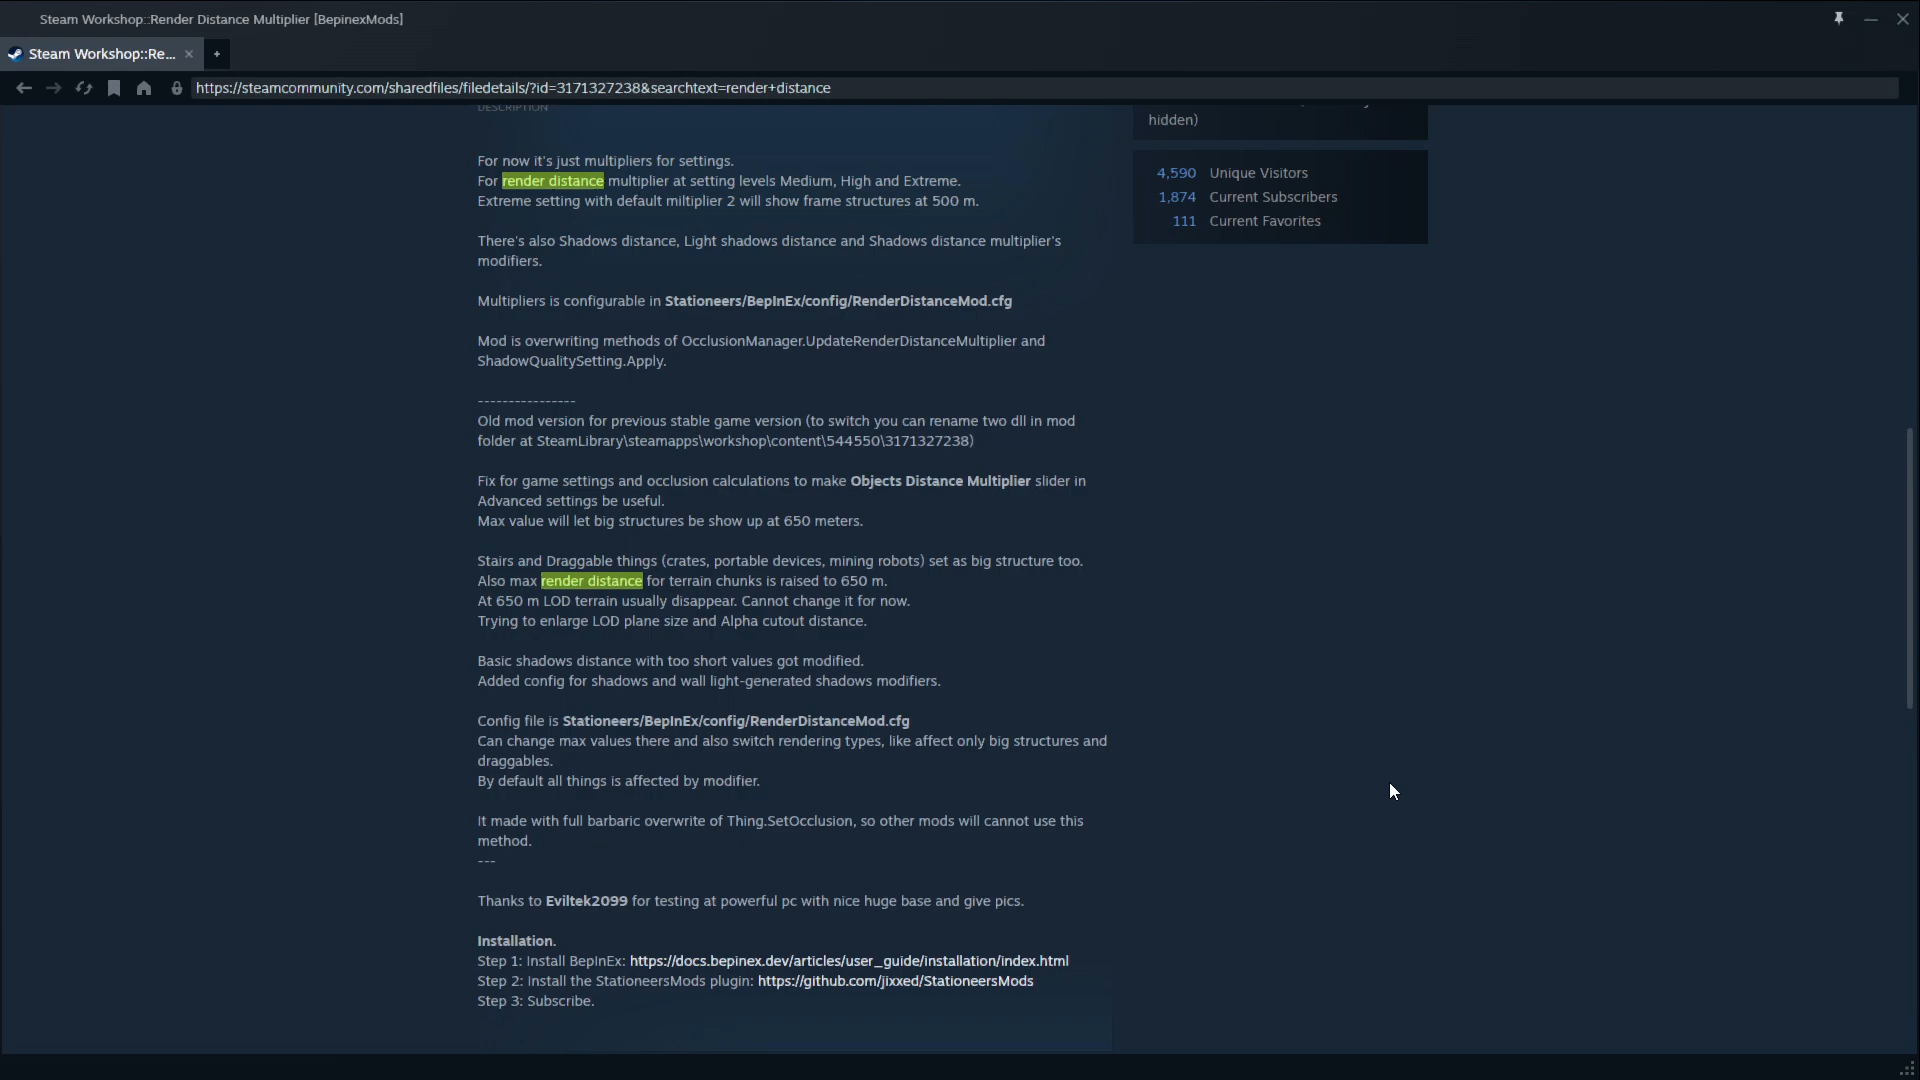 Steam Workshop::Render Distance Multiplier [BepinexMods]
Steam Workshop::Re...
https://steamcommunity.com/sharedfiles/filedetails/?id=3171327238&searchtext=render+distance
DESCRIPTION
For now it's just multipliers for settings.
For render distance multiplier at setting levels Medium, High and Extreme.
Extreme setting with default miltiplier 2 will show frame structures at 500 m.
There's also Shadows distance, Light shadows distance and Shadows distance multiplier's
modifiers.
Multipliers is configurable in Stationeers/BepInEx/config/RenderDistanceMod.cfg
Mod is overwriting methods of OcclusionManager.UpdateRenderDistanceMultiplier and
ShadowQualitySetting.Apply.
----------------
Old mod version for previous stable game version (to switch you can rename two dll in mod
folder at SteamLibrary\steamapps\workshop\content\544550\3171327238)
Fix for game settings and occlusion calculations to make Objects Distance Multiplier slider in
Advanced settings be useful.
Max value will let big structures be show up at 650 meters.
Stairs and Draggable things (crates, portable devices, mining robots) set as big structure too.
Also max render distance for terrain chunks is raised to 650 m.
At 650 m LOD terrain usually disappear. Cannot change it for now.
Trying to enlarge LOD plane size and Alpha cutout distance.
Basic shadows distance with too short values got modified.
Added config for shadows and wall light-generated shadows modifiers.
Config file is Stationeers/BepInEx/config/RenderDistanceMod.cfg
Can change max values there and also switch rendering types, like affect only big structures and
draggables.
By default all things is affected by modifier.
It made with full barbaric overwrite of Thing.SetOcclusion, so other mods will cannot use this
method.
---
Thanks to Eviltek2099 for testing at powerful pc with nice huge base and give pics.
Installation.
Step 1: Install BepInEx: https://docs.bepinex.dev/articles/user_guide/installation/index.html
Step 2: Install the StationeersMods plugin: https://github.com/jixxed/StationeersMods
Step 3: Subscribe.
hidden)
4,590 Unique Visitors
1,874 Current Subscribers
111 Current Favorites